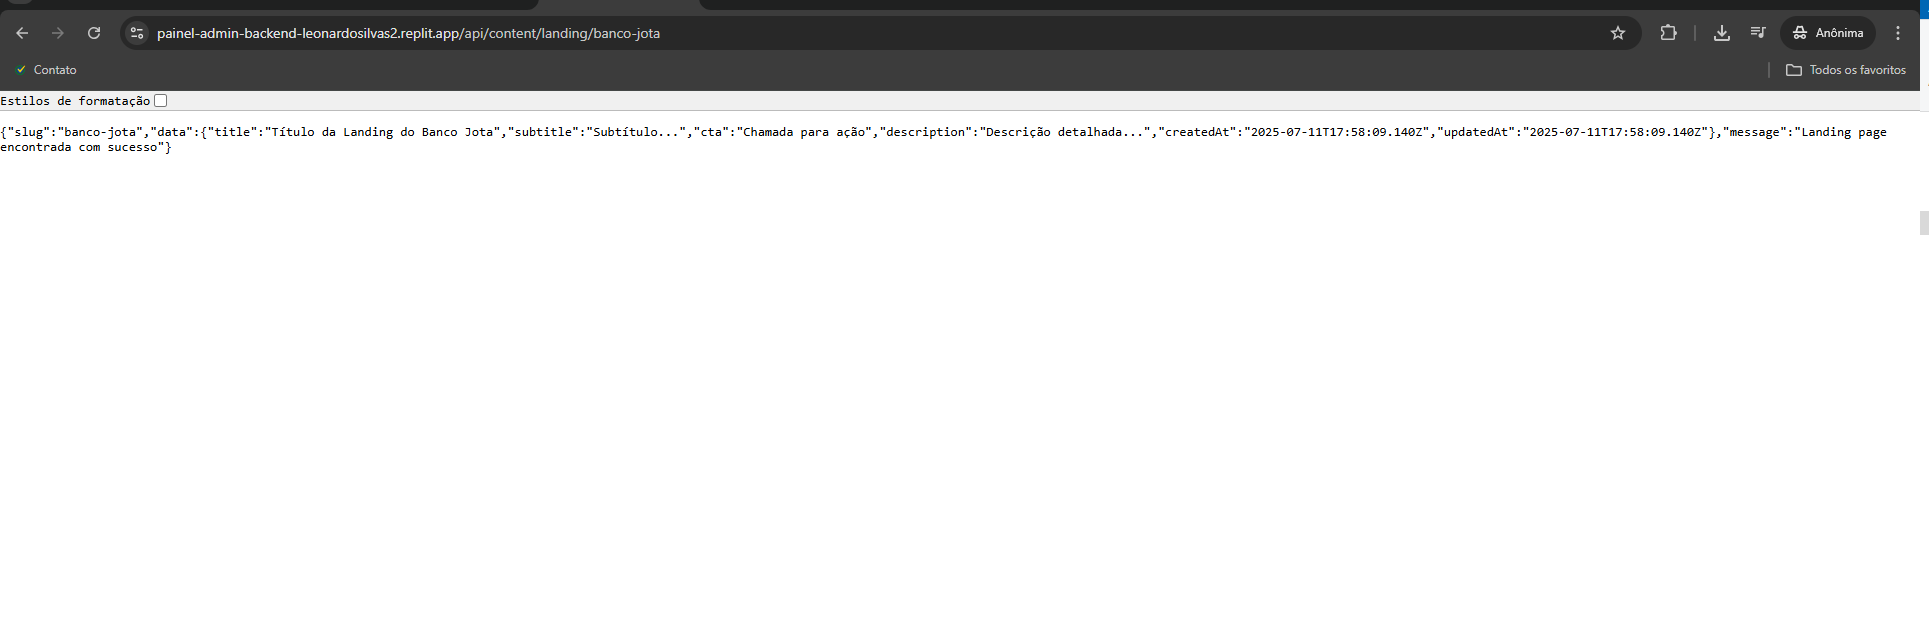 painel-admin-backend-leonardosilvas2.replit.app/api/content/landing/banco-jota
Anônima
Contato
Todos os favoritos
Estilos de formatação
{"slug":"banco-jota","data":{"title":"Título da Landing do Banco Jota","subtitle":"Subtítulo...","cta":"Chamada para ação","description":"Descrição detalhada...","createdAt":"2025-07-11T17:58:09.140Z","updatedAt":"2025-07-11T17:58:09.140Z"},"message":"Landing page
encontrada com sucesso"}